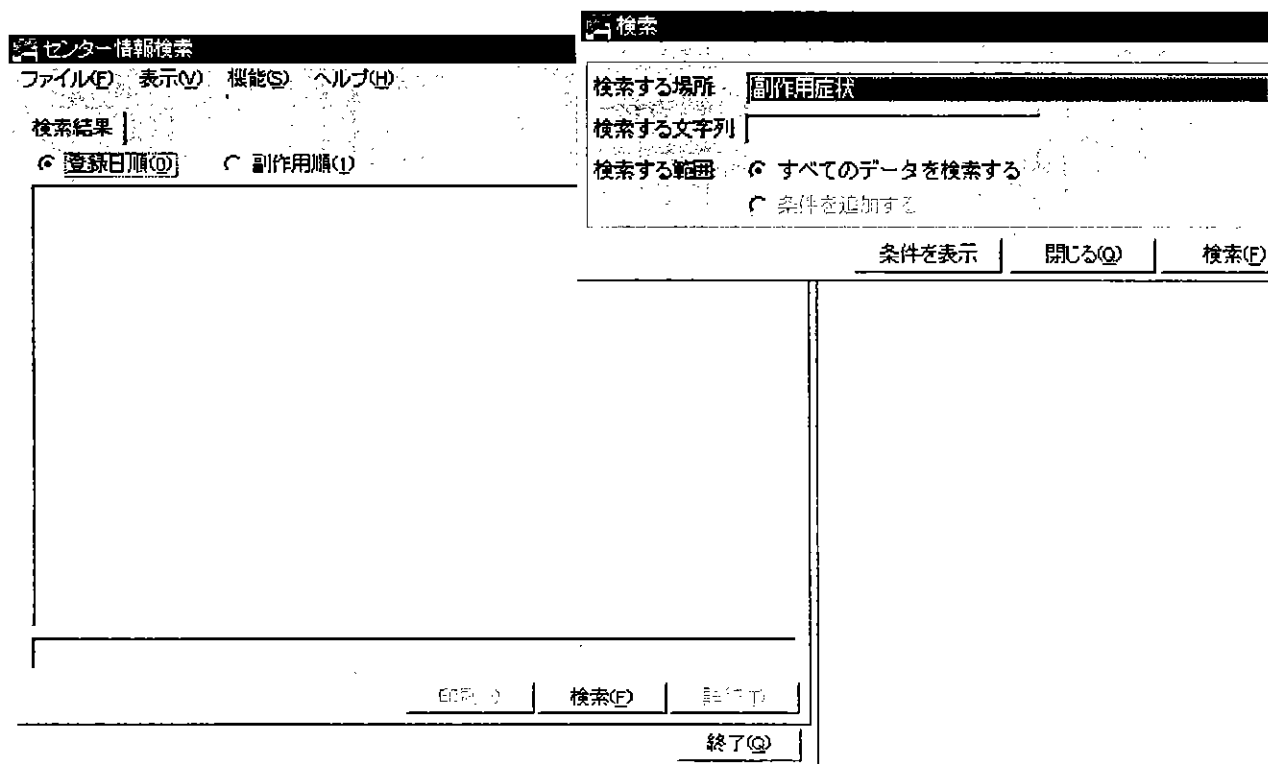 センター情報検索
ファイル(F) 表示(V) 機能(S) ヘルプ(H)
検索結果
登録日順(0) 副作用順(1)
検索(F)
終了(Q)
検索
検索する場所 副作用症状
検索する文字列
検索する範囲 すべてのデータを検索する
条件を追加する
条件を表示 閉じる(Q) 検索(F)